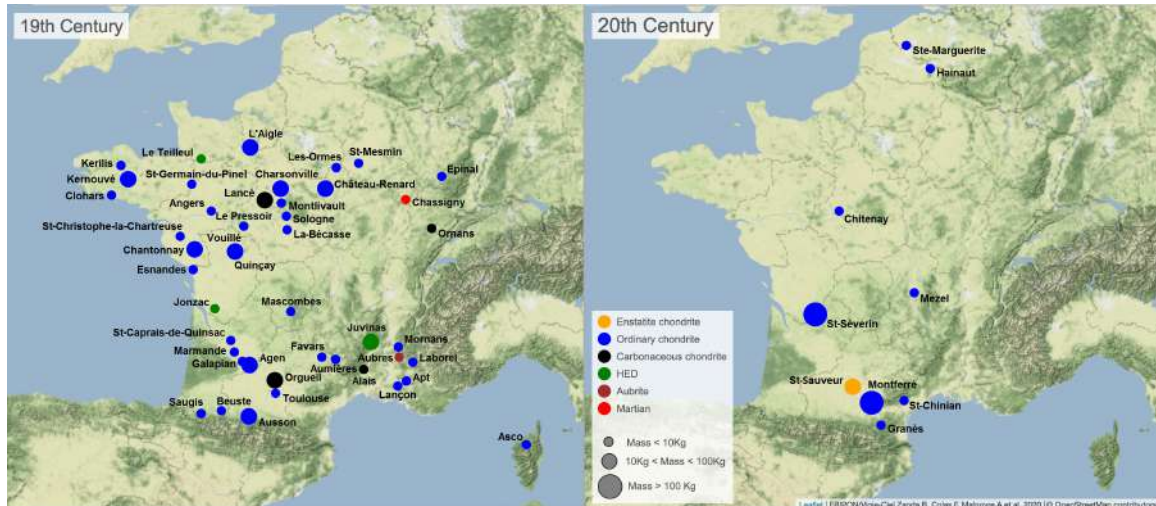 19th Century
L'Aigle
Le Teilleul
Kerilis
St-Mesmin
Les-Ormes
St-Germain-du-Pinel
Charsonville
Epinal
Kernouvé
Château-Renard
Clohars
Lancé
Chassigny
Angers
Montlivault
Le Pressoir
Sologne
St-Christophe-la-Chartreuse
La-Bécasse
Ornans
Vouillé
Chantonnay
Quinçay
Esnandes
Jonzac
Mascombes
St-Caprais-de-Quinsac
Juvinas
Mornans
Marmande
Favars
Aubres
Laborel
Galapian
Agen
Aumières
Alais
Orgueil
Apt
Toulouse
Lançon
Saugis
Beuste
Ausson
Asco
20th Century
Ste-Marguerite
Hainaut
Chitenay
Mezel
St-Séverin
St-Sauveur
Montferré
St-Chinian
Granès
Enstatite chondrite
Ordinary chondrite
Carbonaceous chondrite
HED
Aubrite
Martian
Mass < 10Kg
10Kg < Mass < 100Kg
Mass > 100 Kg
Leaflet | © OpenStreetMap contributors